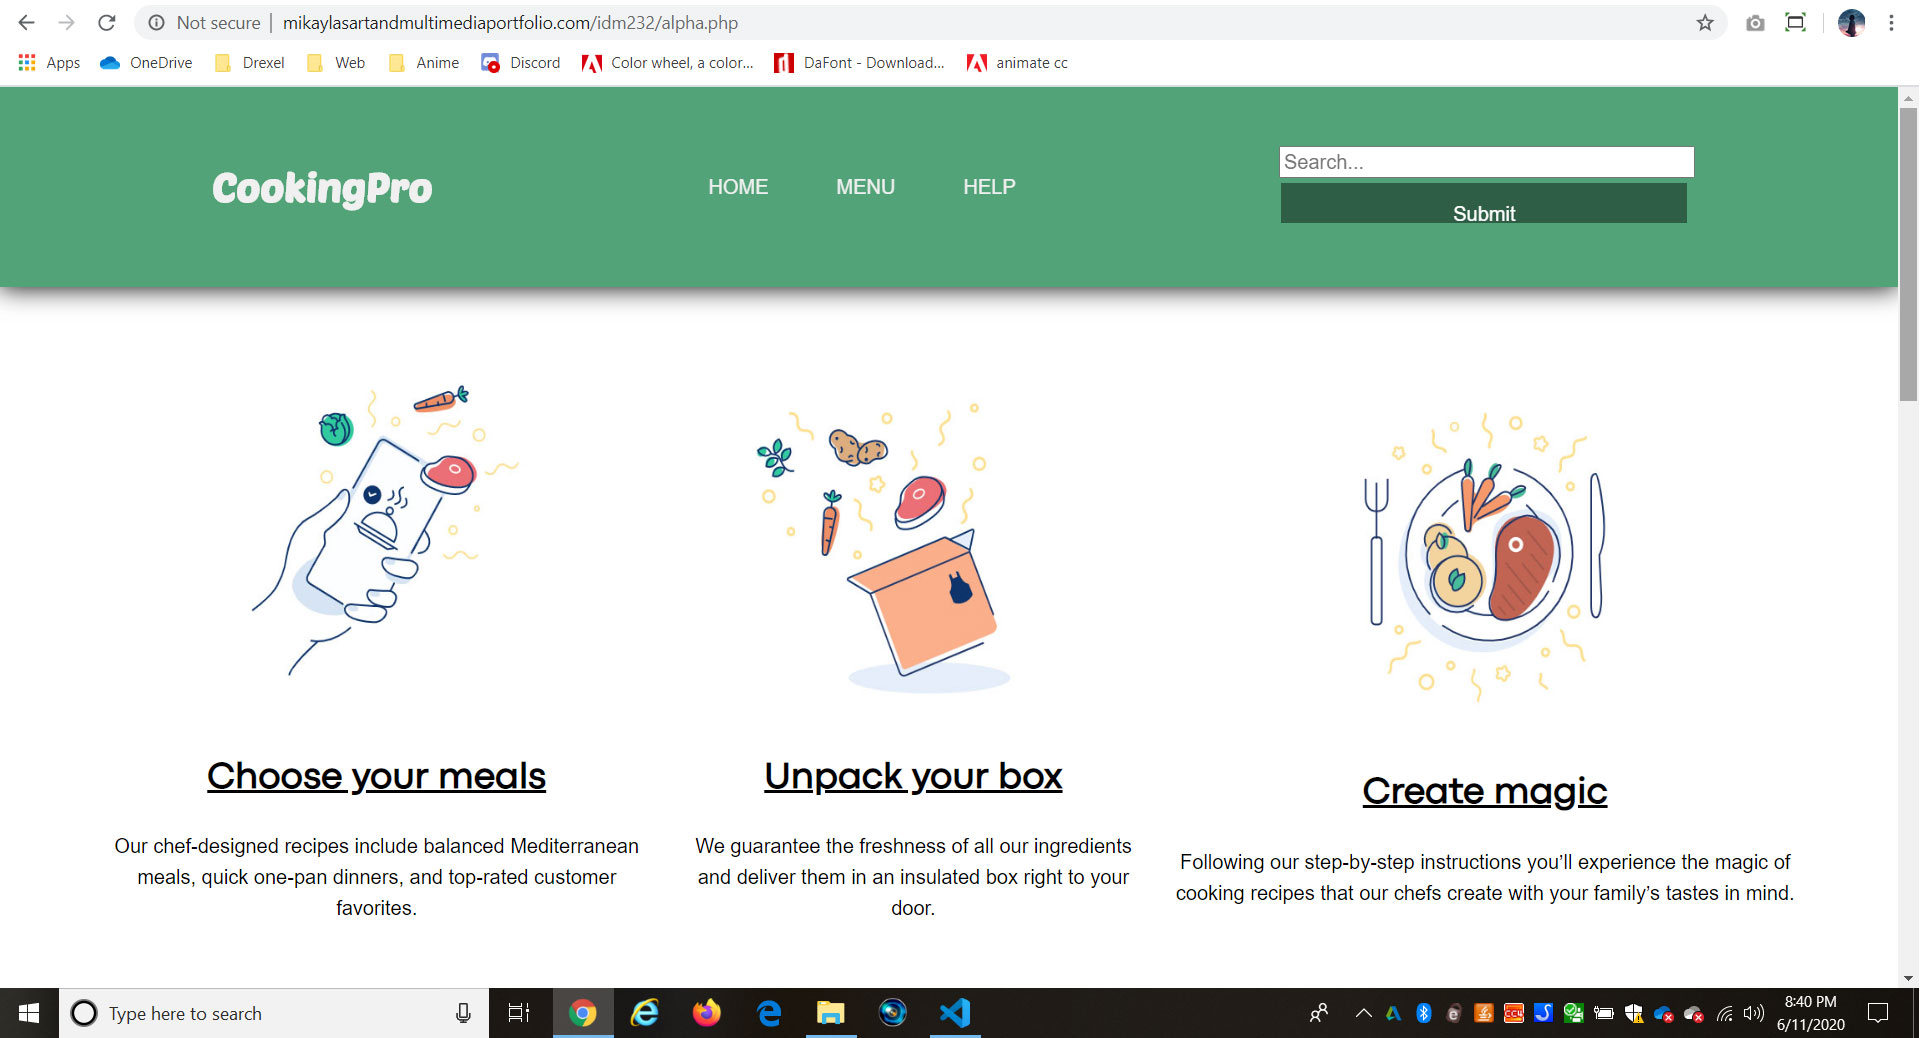 Not secure | mikaylasartandmultimediaportfolio.com/idm232/alpha.php
Apps OneDrive Drexel Web Anime Discord Color wheel, a color... DaFont - Download... animate cc
CookingPro
HOME MENU HELP
Search...
Submit
Choose your meals
Our chef-designed recipes include balanced Mediterranean
meals, quick one-pan dinners, and top-rated customer
favorites.
Unpack your box
We guarantee the freshness of all our ingredients
and deliver them in an insulated box right to your
door.
Create magic
Following our step-by-step instructions you’ll experience the magic of
cooking recipes that our chefs create with your family’s tastes in mind.
Type here to search
8:40 PM
6/11/2020